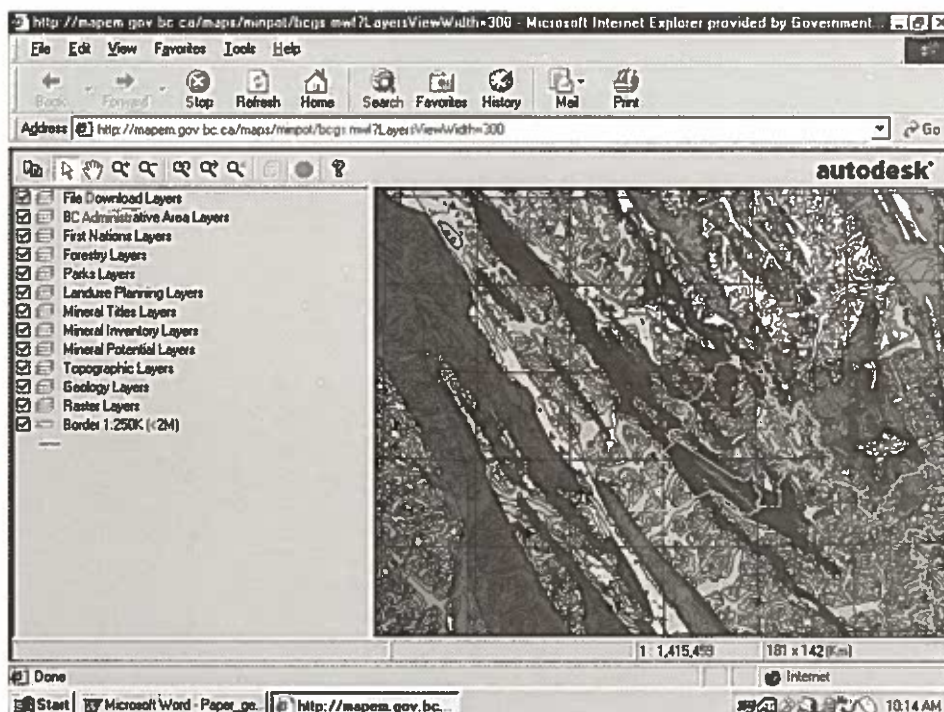 http://mapem gov bc ca/maps/minpot/bcgs mwf?LayersViewWidth=300 - Microsoft Internet Explorer provided by Government...
File Edit View Favorites Tools Help
Back Forward Stop Refresh Home Search Favorites History Mail Print
Address http://mapem gov bc ca/maps/minpot/bcgs mwf?LayersViewWidth=300 Go
autodesk
File Download Layers
BC Administrative Area Layers
First Nations Layers
Forestry Layers
Parks Layers
Landuse Planning Layers
Mineral Titles Layers
Mineral Inventory Layers
Mineral Potential Layers
Topographic Layers
Geology Layers
Raster Layers
Border 1:250K (<2M)
1 : 1,415,459 181 x 142 (Km)
Done Internet
Start Microsoft Word - Paper_ge... http://mapem.gov.bc... 10:14 AM